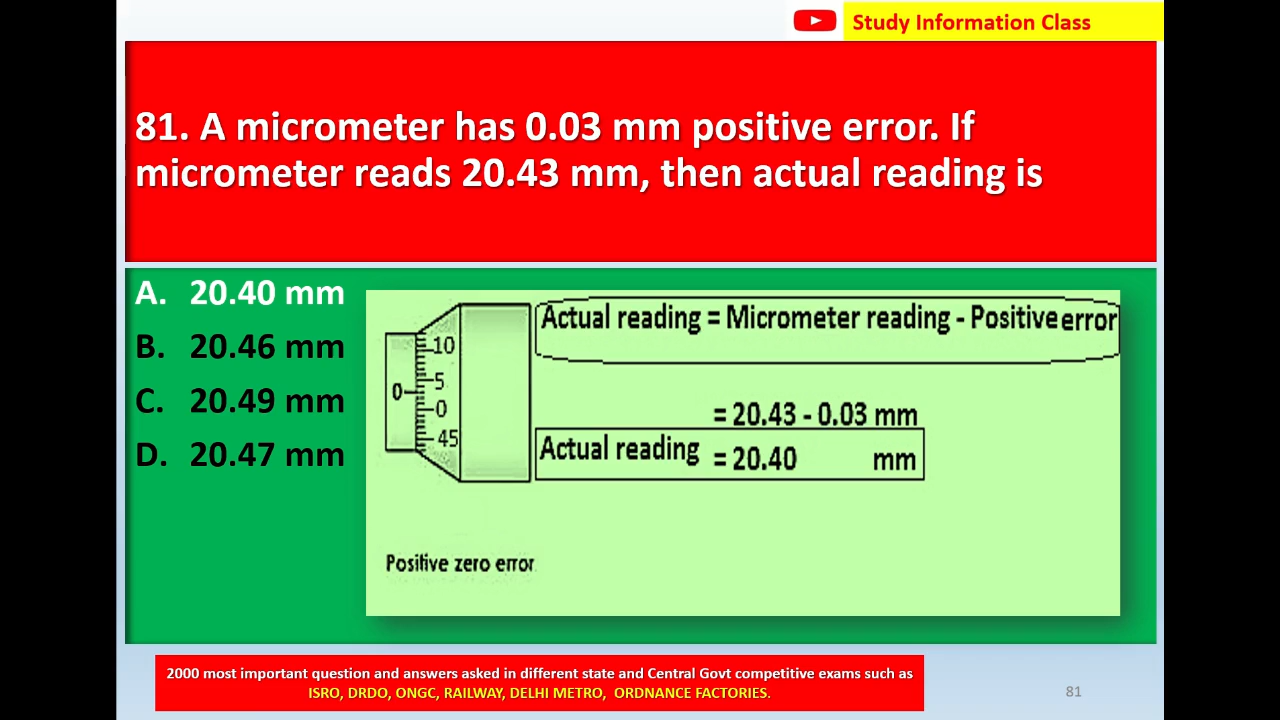 Study Information Class
81. A micrometer has 0.03 mm positive error. If
micrometer reads 20.43 mm, then actual reading is
A. 20.40 mm
B. 20.46 mm
C. 20.49 mm
D. 20.47 mm
10
5
0
0
45
Positive zero error
Actual reading = Micrometer reading - Positive error
= 20.43 - 0.03 mm
Actual reading = 20.40 mm
2000 most important question and answers asked in different state and Central Govt competitive exams such as
ISRO, DRDO, ONGC, RAILWAY, DELHI METRO, ORDNANCE FACTORIES.
81